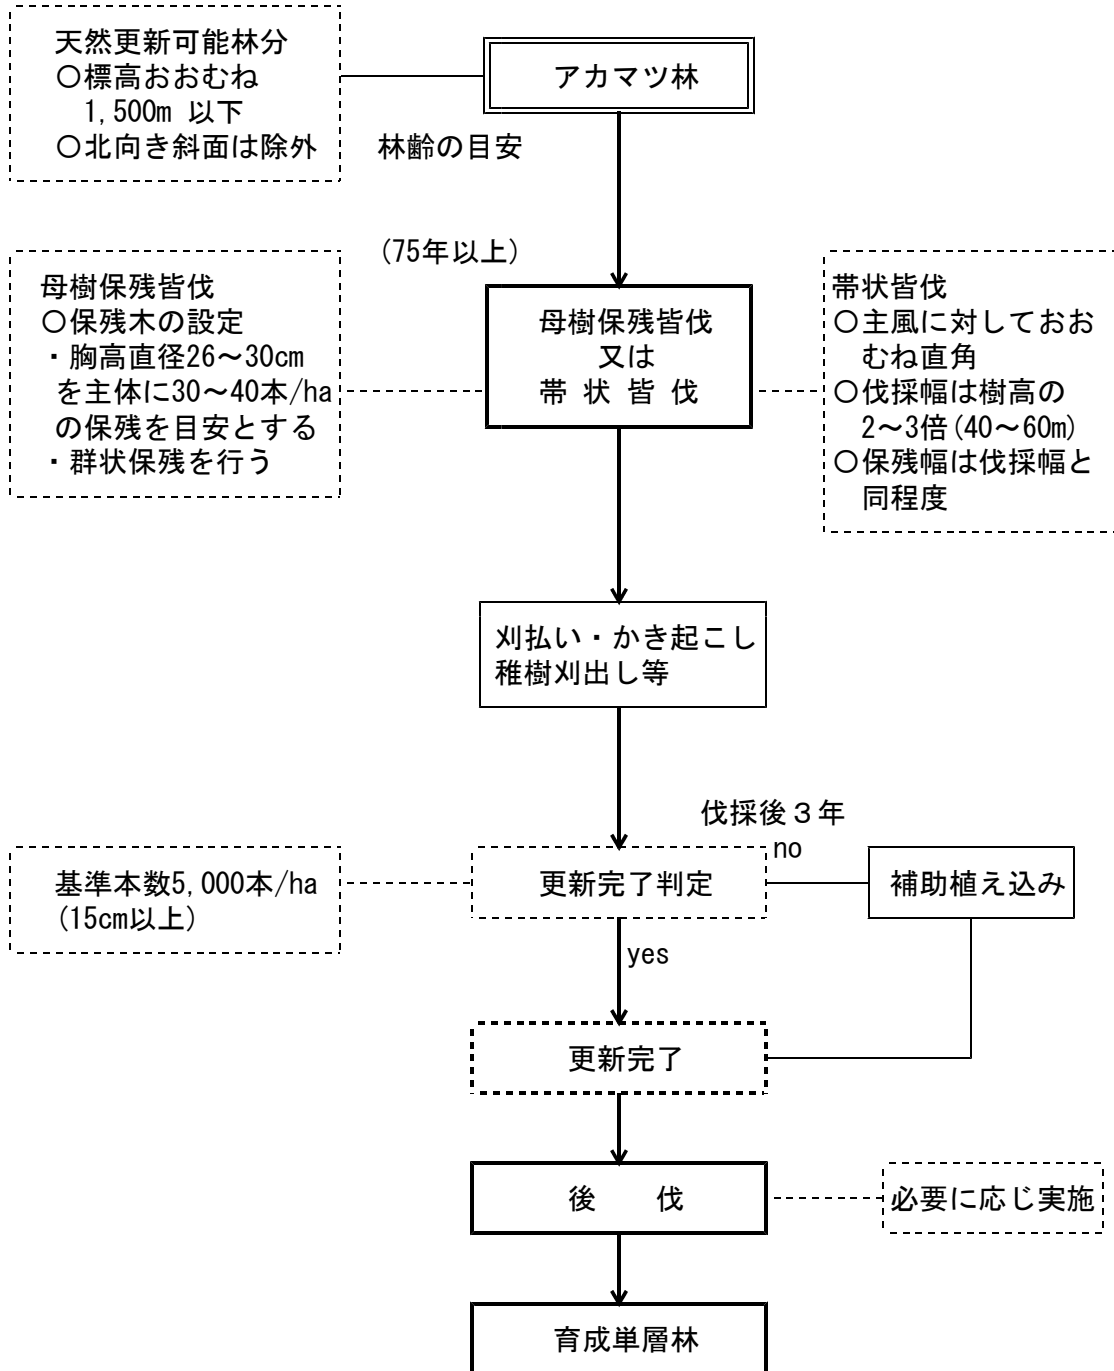 天然更新可能林分
○標高おおむね
1,500m 以下
○北向き斜面は除外
アカマツ林
林齢の目安
(75年以上)
母樹保残皆伐
○保残木の設定
・胸高直径26～30cm
を主体に30～40本/ha
の保残を目安とする
・群状保残を行う
母樹保残皆伐
又は
帯 状 皆 伐
帯状皆伐
○主風に対しておお
むね直角
○伐採幅は樹高の
2～3倍(40～60m)
○保残幅は伐採幅と
同程度
刈払い・かき起こし
稚樹刈出し等
伐採後３年
no
基準本数5,000本/ha
(15cm以上)
更新完了判定
補助植え込み
yes
更新完了
後　　伐
必要に応じ実施
育成単層林